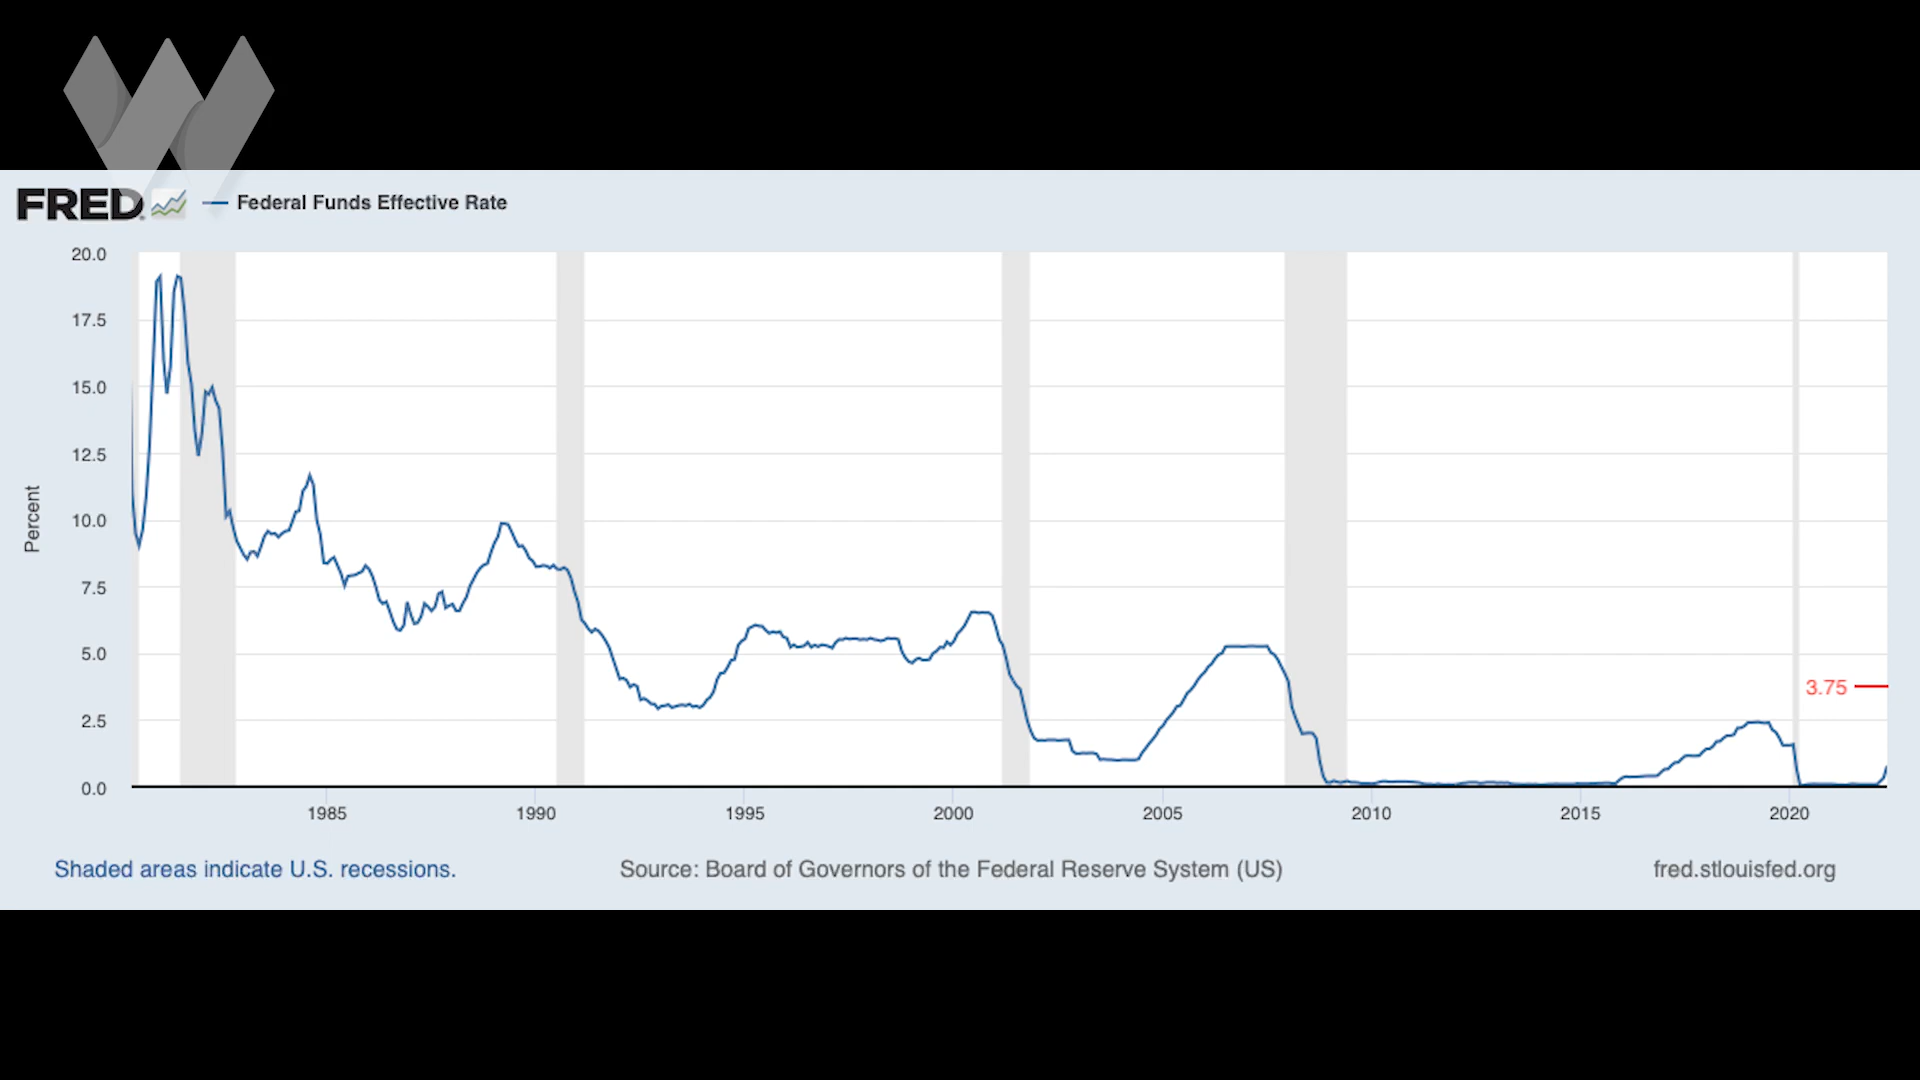 FRED
Federal Funds Effective Rate
20.0
17.5
15.0
12.5
10.0
7.5
5.0
2.5
0.0
Percent
3.75
1985 1990 1995 2000 2005 2010 2015 2020
Shaded areas indicate U.S. recessions. Source: Board of Governors of the Federal Reserve System (US) fred.stlouisfed.org